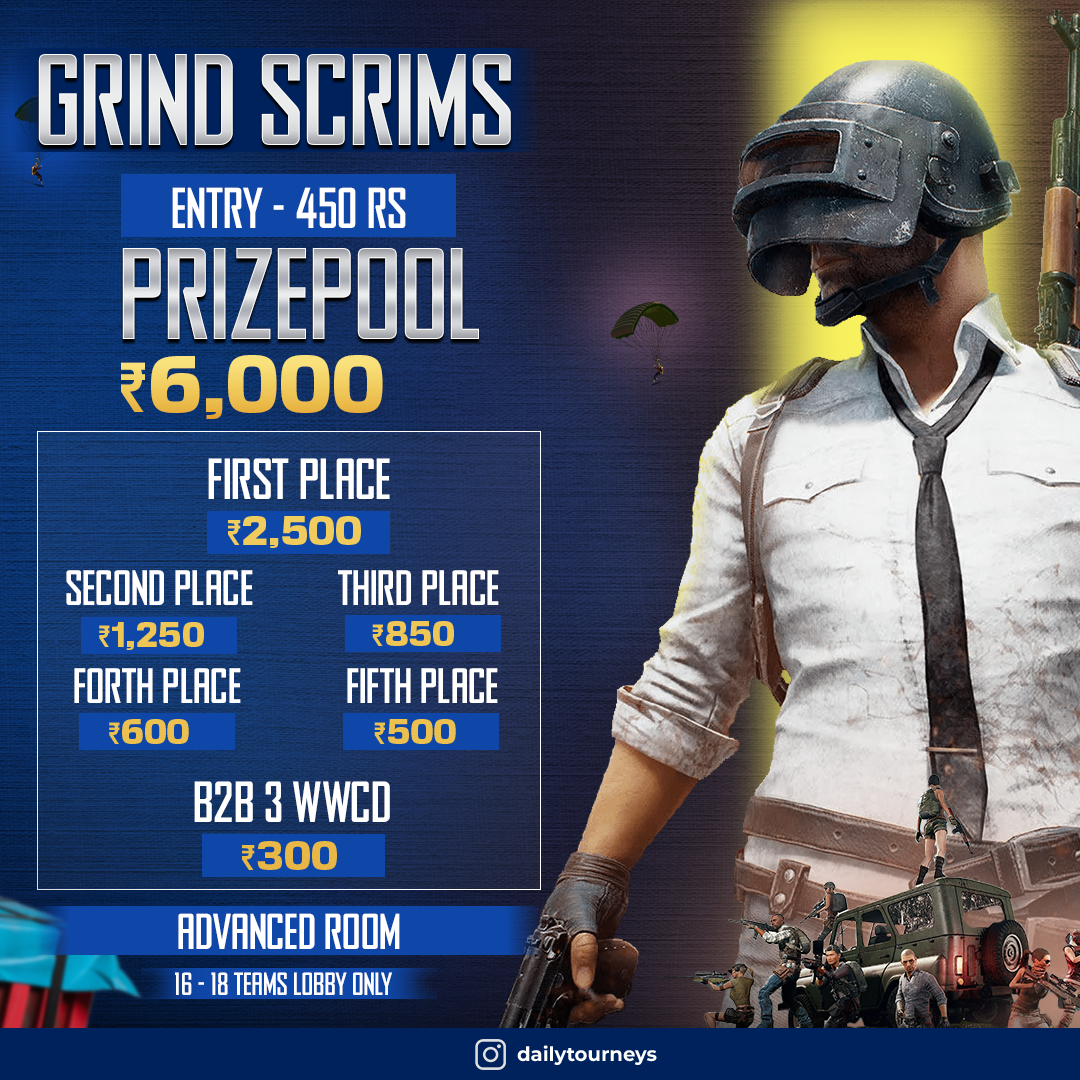 GRIND SCRIMS
ENTRY - 450 RS
PRIZEPOOL
₹6,000
FIRST PLACE
₹2,500
SECOND PLACE
₹1,250
THIRD PLACE
₹850
FORTH PLACE
₹600
FIFTH PLACE
₹500
B2B 3 WWCD
₹300
ADVANCED ROOM
16 - 18 TEAMS LOBBY ONLY
dailytourneys